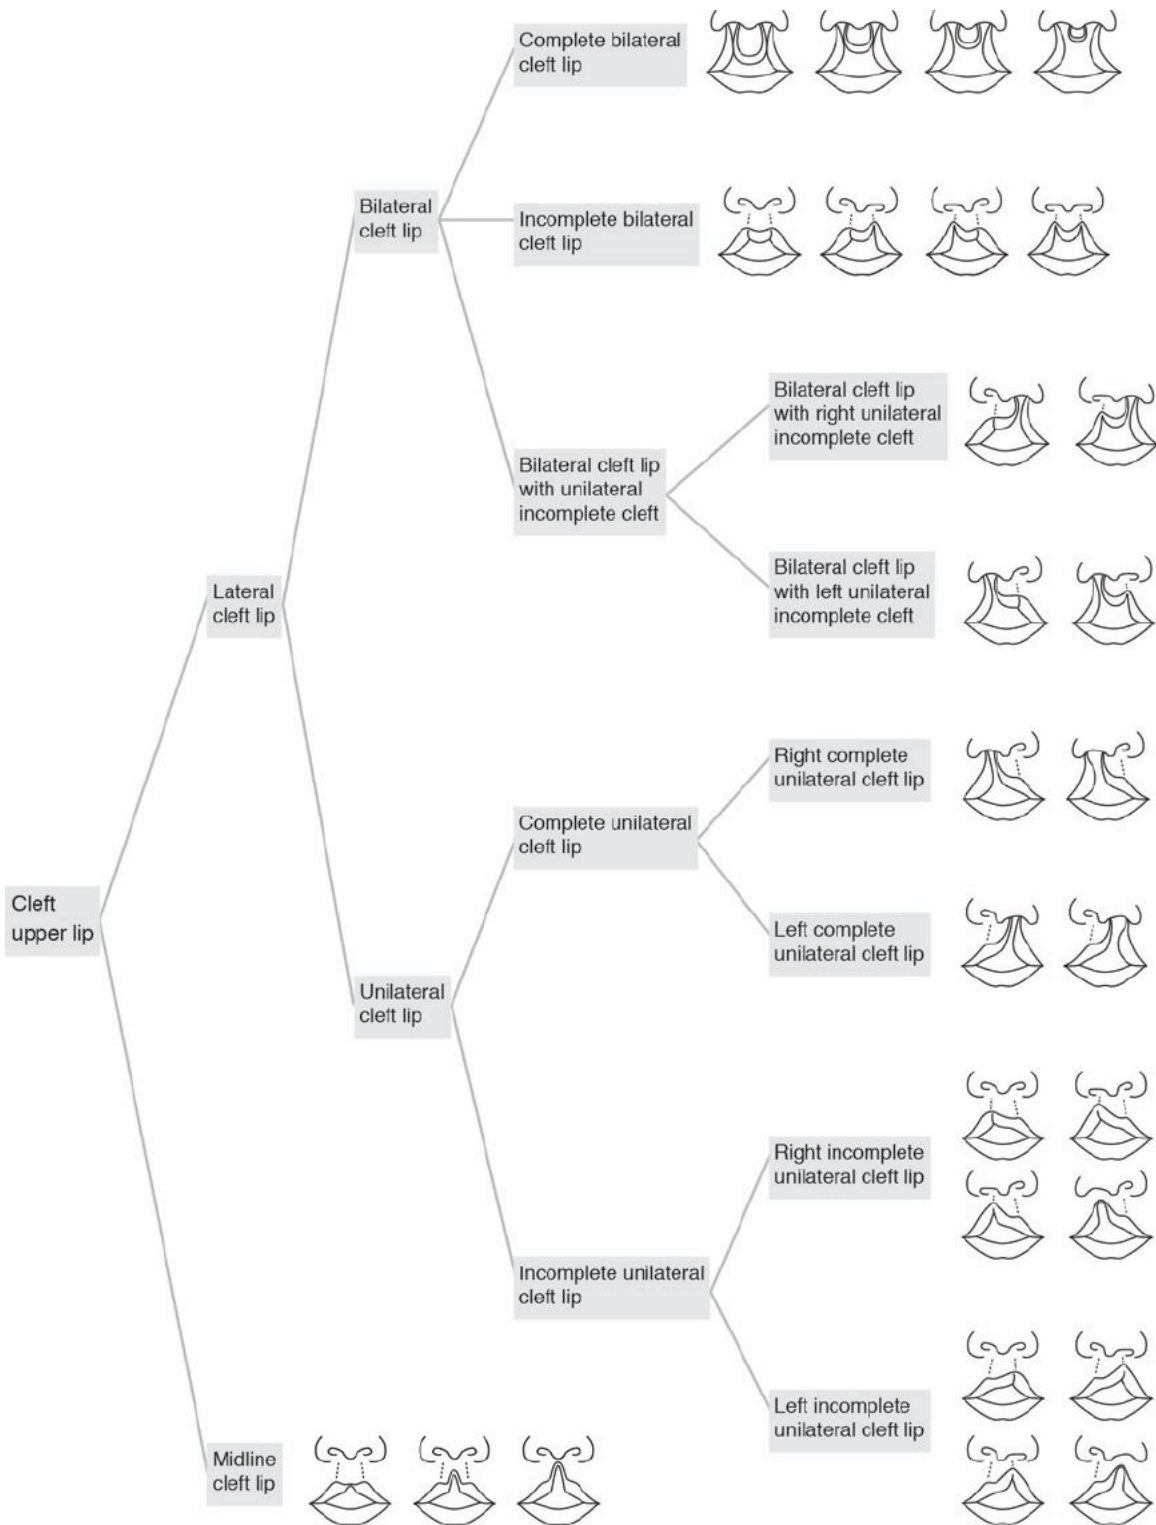 Complete bilateral
cleft lip
Bilateral
cleft lip
Incomplete bilateral
cleft lip
Bilateral cleft lip
with right unilateral
incomplete cleft
Bilateral cleft lip
with unilateral
incomplete cleft
Bilateral cleft lip
with left unilateral
incomplete cleft
Lateral
cleft lip
Right complete
unilateral cleft lip
Complete unilateral
cleft lip
Cleft
upper lip
Left complete
unilateral cleft lip
Unilateral
cleft lip
Right incomplete
unilateral cleft lip
Incomplete unilateral
cleft lip
Left incomplete
unilateral cleft lip
Midline
cleft lip